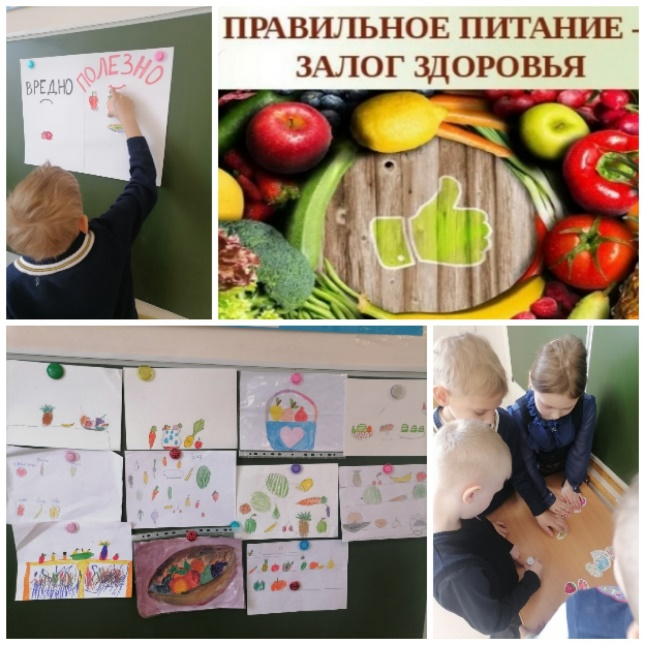 ПРАВИЛЬНОЕ ПИТАНИЕ -
ЗАЛОГ ЗДОРОВЬЯ
ВРЕДНО ПОЛЕЗНО